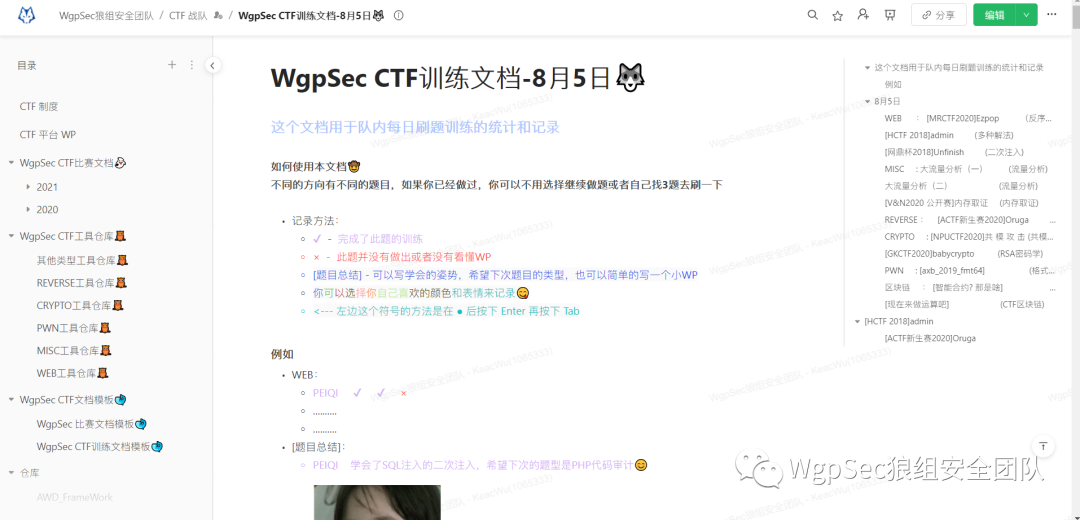 WgpSec狼组安全团队 / CTF 战队 / WgpSec CTF训练文档-8月5日
分享
编辑
目录
CTF 制度
CTF 平台 WP
WgpSec CTF比赛文档
2021
2020
WgpSec CTF工具仓库
其他类型工具仓库
REVERSE工具仓库
CRYPTO工具仓库
PWN工具仓库
MISC工具仓库
WEB工具仓库
WgpSec CTF文档模板
WgpSec 比赛文档模板
WgpSec CTF训练文档模板
仓库
AWD_FrameWork
WgpSec CTF训练文档-8月5日
这个文档用于队内每日刷题训练的统计和记录
如何使用本文档
不同的方向有不同的题目，如果你已经做过，你可以不用选择继续做题或者自己找3题去刷一下
记录方法：
✓ - 完成了此题的训练
× - 此题并没有做出或者没有看懂WP
[题目总结] - 可以写学会的姿势，希望下次题目的类型，也可以简单的写一个小WP
你可以选择你自己喜欢的颜色和表情来记录
<--- 左边这个符号的方法是在 ● 后按下 Enter 再按下 Tab
例如
WEB：
PEIQI ✓ ✓ ×
..........
..........
[题目总结]：
PEIQI 学会了SQL注入的二次注入，希望下次的题型是PHP代码审计
这个文档用于队内每日刷题训练的统计和记录
例如
8月5日
WEB ： [MRCTF2020]Ezpop (反序...
[HCTF 2018]admin (多种解法)
[网鼎杯2018]Unfinish (二次注入)
MISC ：大流量分析（一） (流量分析)
大流量分析（二） (流量分析)
[V&N2020 公开赛]内存取证 (内存取证)
REVERSE： [ACTF新生赛2020]Oruga ...
CRYPTO ：[NPUCTF2020]共 模 攻 击 (共模...
[GKCTF2020]babycrypto (RSA密码学)
PWN ：[axb_2019_fmt64] (格式...
区块链 ： [智能合约? 那是啥] ...
[现在来做运算吧] (CTF区块链)
[HCTF 2018]admin
[ACTF新生赛2020]Oruga
WgpSec狼组安全团队